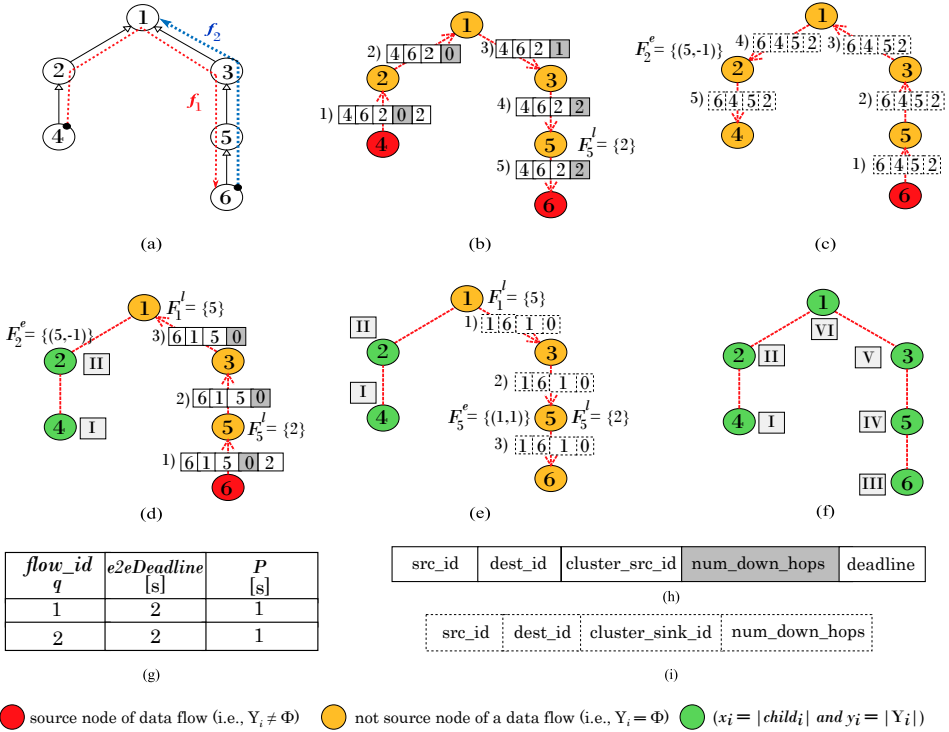 1
f₂
2
3
f₁
4
5
6
(a)
1
2) 4 6 2 0
3) 4 6 2 1
2
3
1) 4 6 2 0 2
4) 4 6 2 2
4
5
F₅ˡ = {2}
5) 4 6 2 2
6
(b)
1
F₂ᵉ = {(5,-1)}
4) 6 4 5 2
3) 6 4 5 2
2
3
5) 6 4 5 2
2) 6 4 5 2
4
5
1) 6 4 5 2
6
(c)
1
F₁ˡ = {5}
F₂ᵉ = {(5,-1)}
3) 6 1 5 0
2
II
3
2) 6 1 5 0
4
I
5
F₅ˡ = {2}
1) 6 1 5 0 2
6
(d)
1
F₁ˡ = {5}
II
1) 1 6 1 0
2
3
I
2) 1 6 1 0
4
F₅ᵉ = {(1,1)}
5
F₅ˡ = {2}
3) 1 6 1 0
6
(e)
1
VI
2
II
V
3
4
I
IV
5
III
6
(f)
flow_id q e2eDeadline [s] P [s]
1 2 1
2 2 1
(g)
src_id dest_id cluster_src_id num_down_hops deadline
(h)
src_id dest_id cluster_sink_id num_down_hops
(i)
source node of data flow (i.e., Yᵢ ≠ Φ) not source node of a data flow (i.e., Yᵢ = Φ) (xᵢ = |childᵢ| and yᵢ = |Yᵢ|)